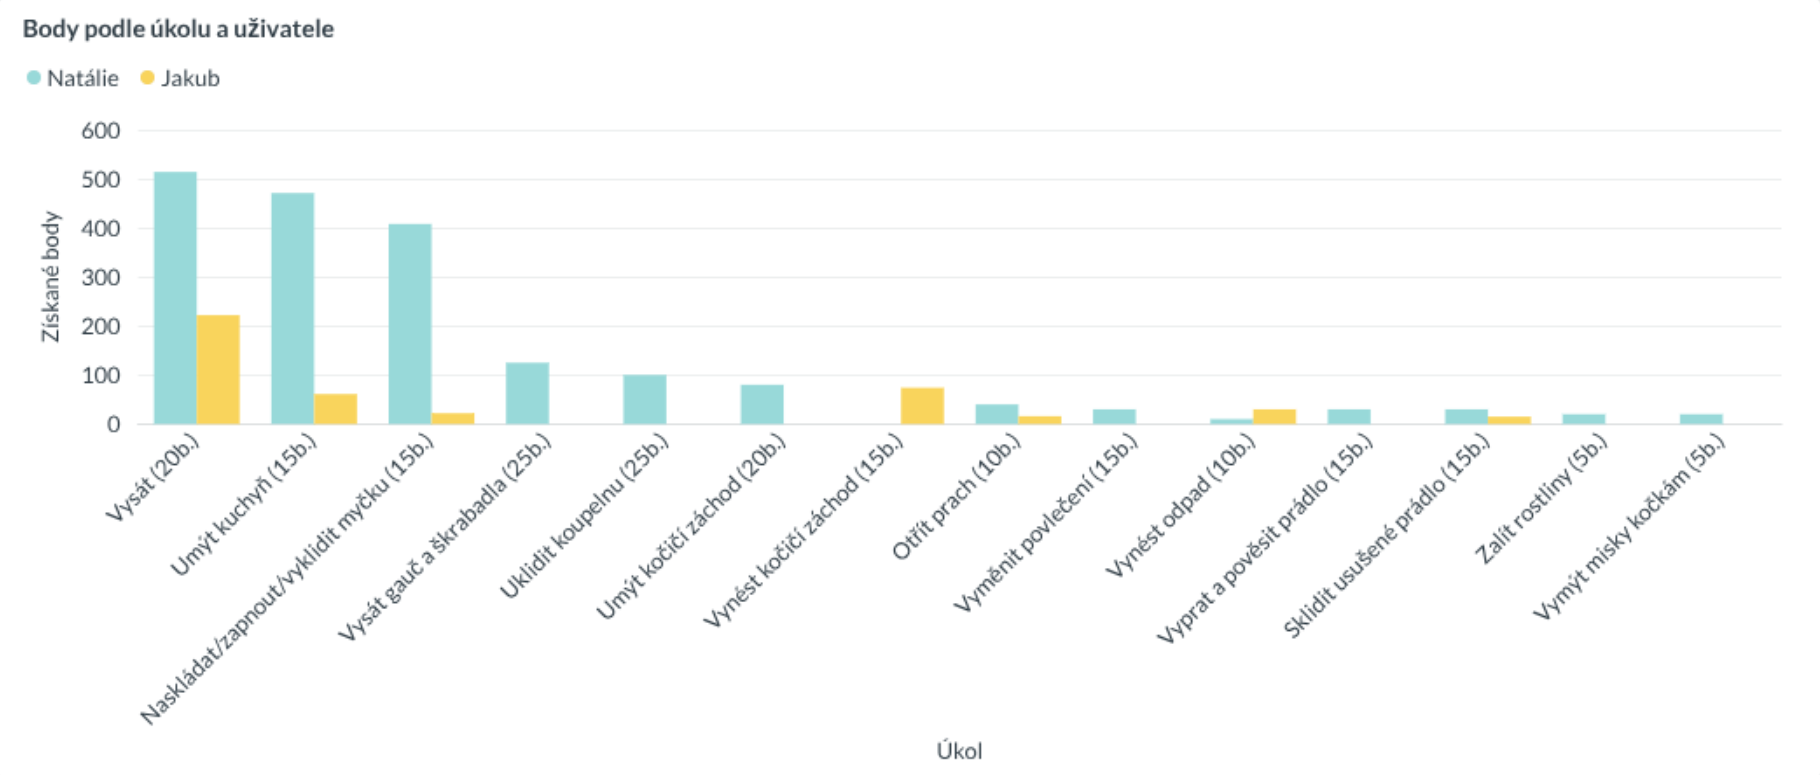 Body podle úkolu a uživatele
Natálie Jakub
600
500
400
300
200
100
0
Získané body
Vysát (20b.)
Umýt kuchyň (15b.)
Naskládat/zapnout/vyklidit myčku (15b.)
Vysát gauč a škrabadla (25b.)
Uklidit koupelnu (25b.)
Umýt kočičí záchod (20b.)
Vynést kočičí záchod (15b.)
Otřít prach (10b.)
Vyměnit povlečení (15b.)
Vynést odpad (10b.)
Vyprat a pověsit prádlo (15b.)
Sklidit usušené prádlo (15b.)
Zalít rostliny (5b.)
Vymýt misky kočkám (5b.)
Úkol